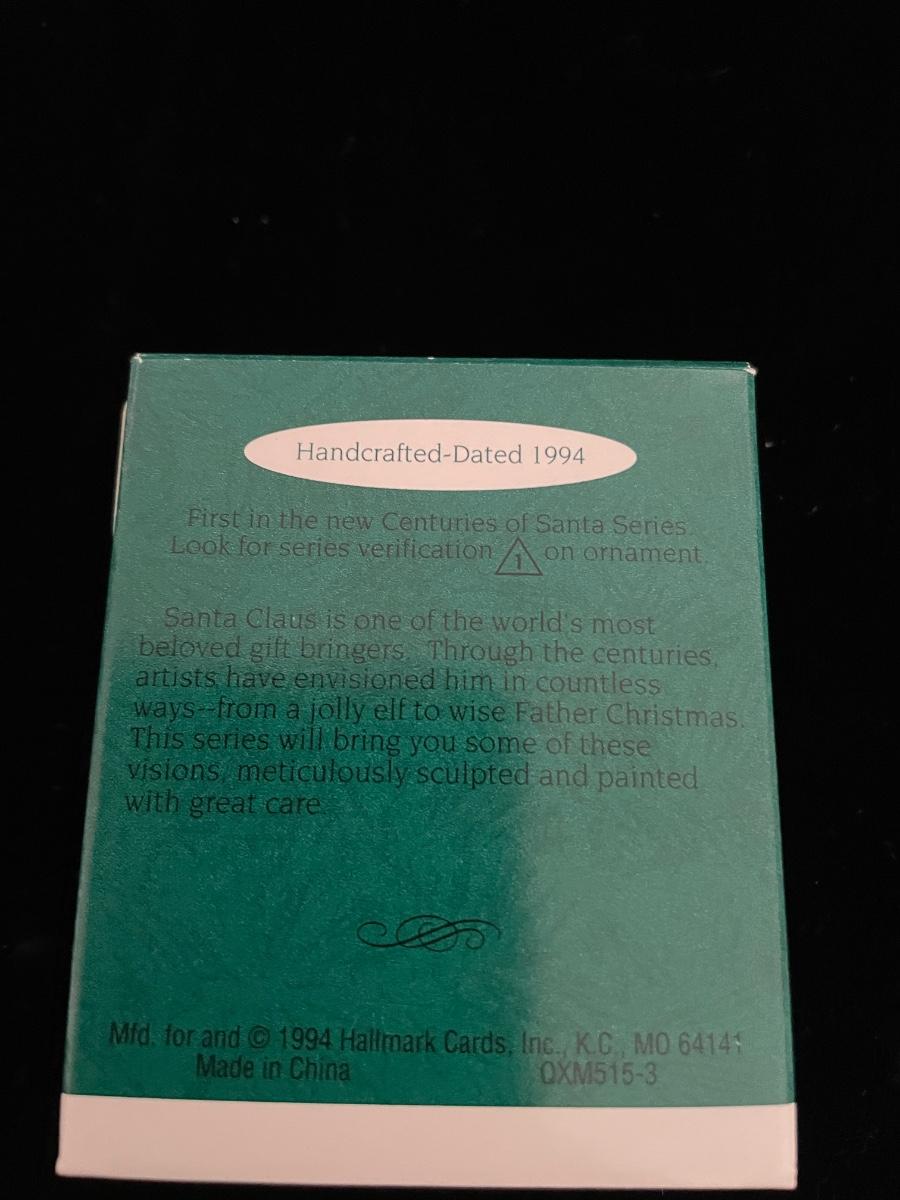 Handcrafted-Dated 1994
First in the new Centuries of Santa Series.
Look for series verification 1 on ornament.
Santa Claus is one of the world's most
beloved gift bringers. Through the centuries,
artists have envisioned him in countless
ways--from a jolly elf to wise Father Christmas.
This series will bring you some of these
visions, meticulously sculpted and painted
with great care.
Mfd. for and © 1994 Hallmark Cards, Inc., K.C., MO 64141
Made in China QXM515-3